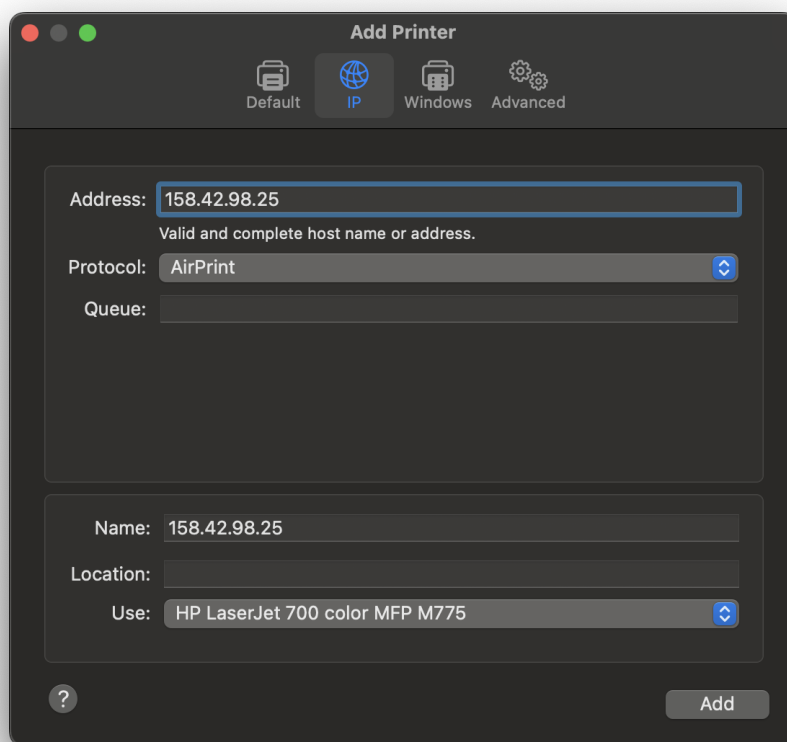 Add Printer
Default IP Windows Advanced
Address: 158.42.98.25
Valid and complete host name or address.
Protocol: AirPrint
Queue:
Name: 158.42.98.25
Location:
Use: HP LaserJet 700 color MFP M775
? Add